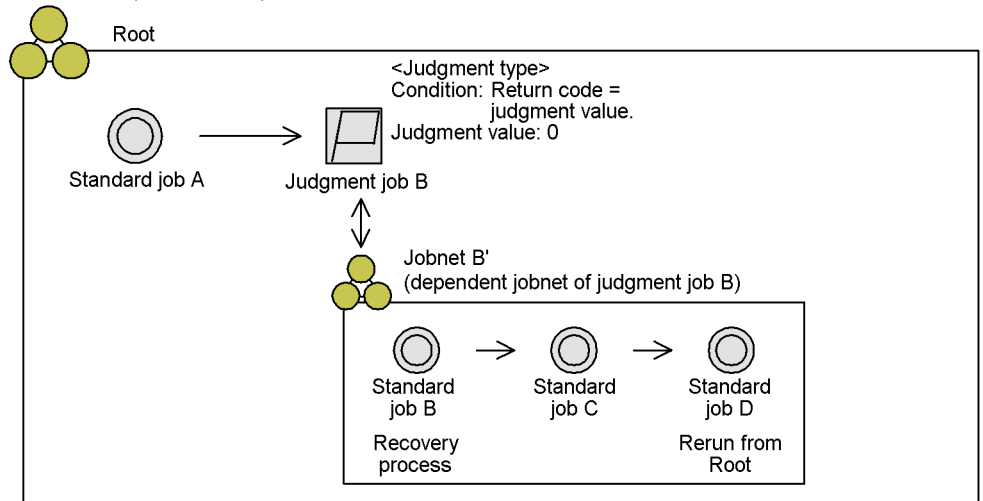 Root
<Judgment type>
Condition: Return code =
judgment value.
Judgment value: 0
Standard job A
Judgment job B
Jobnet B'
(dependent jobnet of judgment job B)
Standard
job B
Standard
job C
Standard
job D
Recovery
process
Rerun from
Root